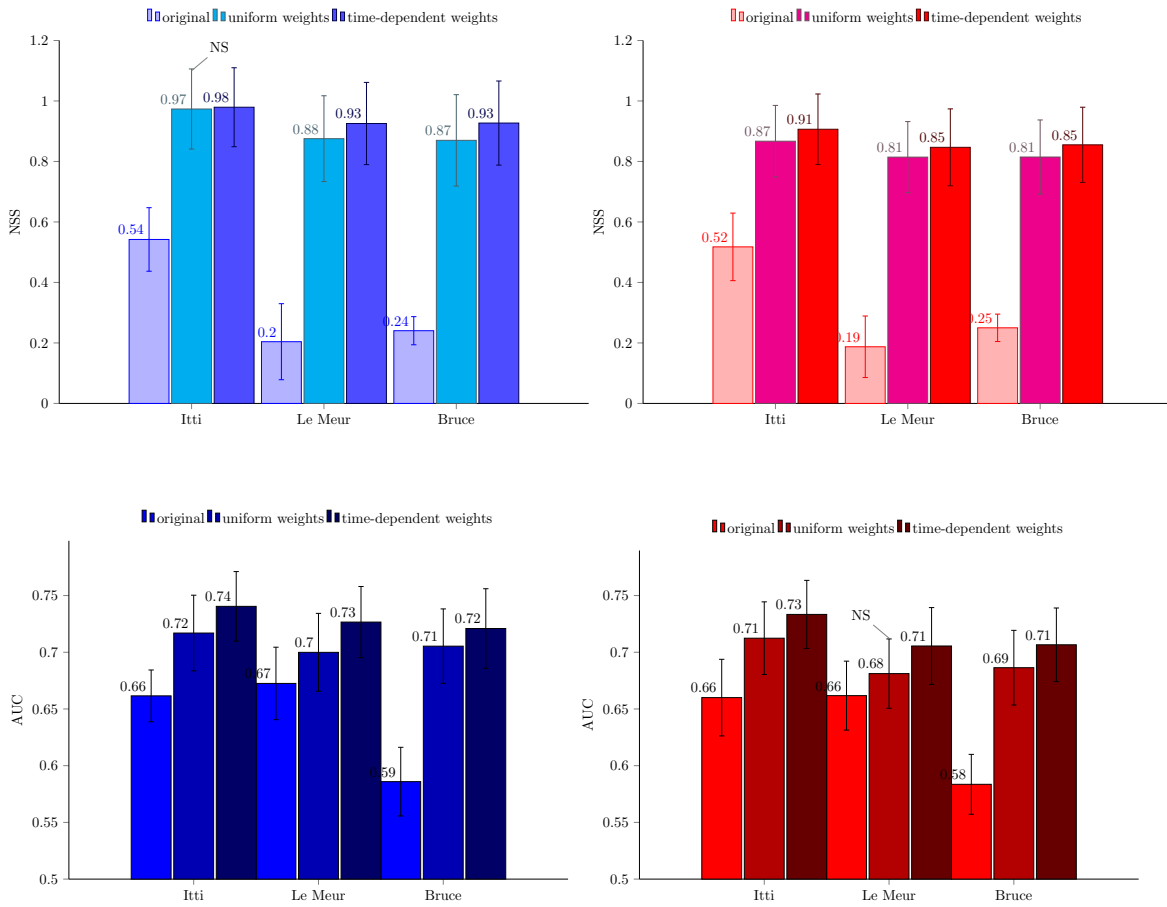 original uniform weights time-dependent weights
NSS
1.2
1
0.8
0.6
0.4
0.2
0
NS
0.54 0.97 0.98
0.2 0.88 0.93
0.24 0.87 0.93
Itti Le Meur Bruce
original uniform weights time-dependent weights
NSS
1.2
1
0.8
0.6
0.4
0.2
0
0.52 0.87 0.91
0.19 0.81 0.85
0.25 0.81 0.85
Itti Le Meur Bruce
original uniform weights time-dependent weights
AUC
0.75
0.7
0.65
0.6
0.55
0.5
0.66 0.72 0.74
0.67 0.7 0.73
0.59 0.71 0.72
Itti Le Meur Bruce
original uniform weights time-dependent weights
AUC
0.75
0.7
0.65
0.6
0.55
0.5
NS
0.66 0.71 0.73
0.66 0.68 0.71
0.58 0.69 0.71
Itti Le Meur Bruce